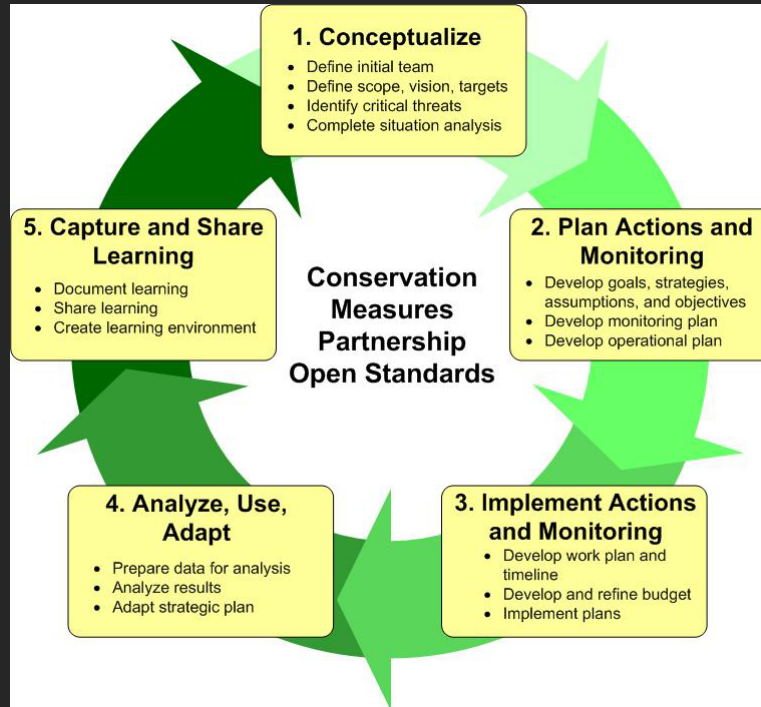 1. Conceptualize
• Define initial team
• Define scope, vision, targets
• Identify critical threats
• Complete situation analysis
2. Plan Actions and
Monitoring
• Develop goals, strategies,
assumptions, and objectives
• Develop monitoring plan
• Develop operational plan
3. Implement Actions
and Monitoring
• Develop work plan and
timeline
• Develop and refine budget
• Implement plans
4. Analyze, Use,
Adapt
• Prepare data for analysis
• Analyze results
• Adapt strategic plan
5. Capture and Share
Learning
• Document learning
• Share learning
• Create learning environment
Conservation
Measures
Partnership
Open Standards